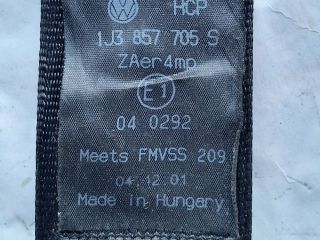 HCP
1J3 857 705 S
ZAer4mp
E1
04 0292
Meets FMVSS 209
04.12.01
Made in Hungary